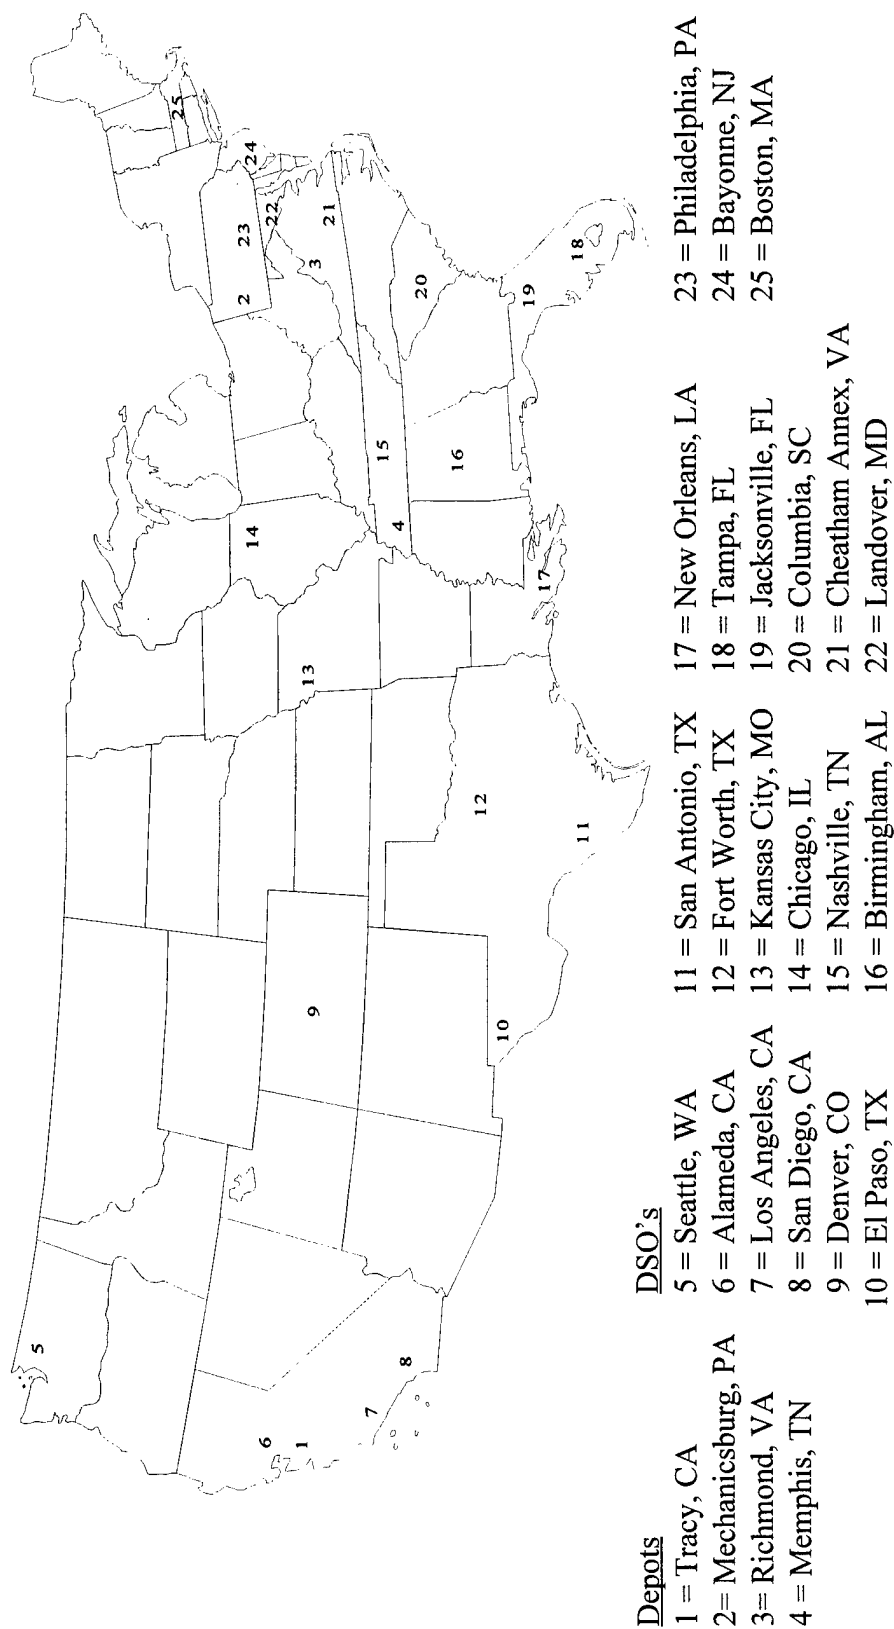 5
25
2
23
14
24
6
22
1
13
9
3
21
7
15
4
8
20
16
12
10
19
17
18
11
Depots
1 = Tracy, CA
2= Mechanicsburg, PA
3= Richmond, VA
4 = Memphis, TN
DSO's
5 = Seattle, WA
6 = Alameda, CA
7 = Los Angeles, CA
8 = San Diego, CA
9 = Denver, CO
10 = El Paso, TX
11 = San Antonio, TX
12 = Fort Worth, TX
13 = Kansas City, MO
14 = Chicago, IL
15 = Nashville, TN
16 = Birmingham, AL
17 = New Orleans, LA
18 = Tampa, FL
19 = Jacksonville, FL
20 = Columbia, SC
21 = Cheatham Annex, VA
22 = Landover, MD
23 = Philadelphia, PA
24 = Bayonne, NJ
25 = Boston, MA